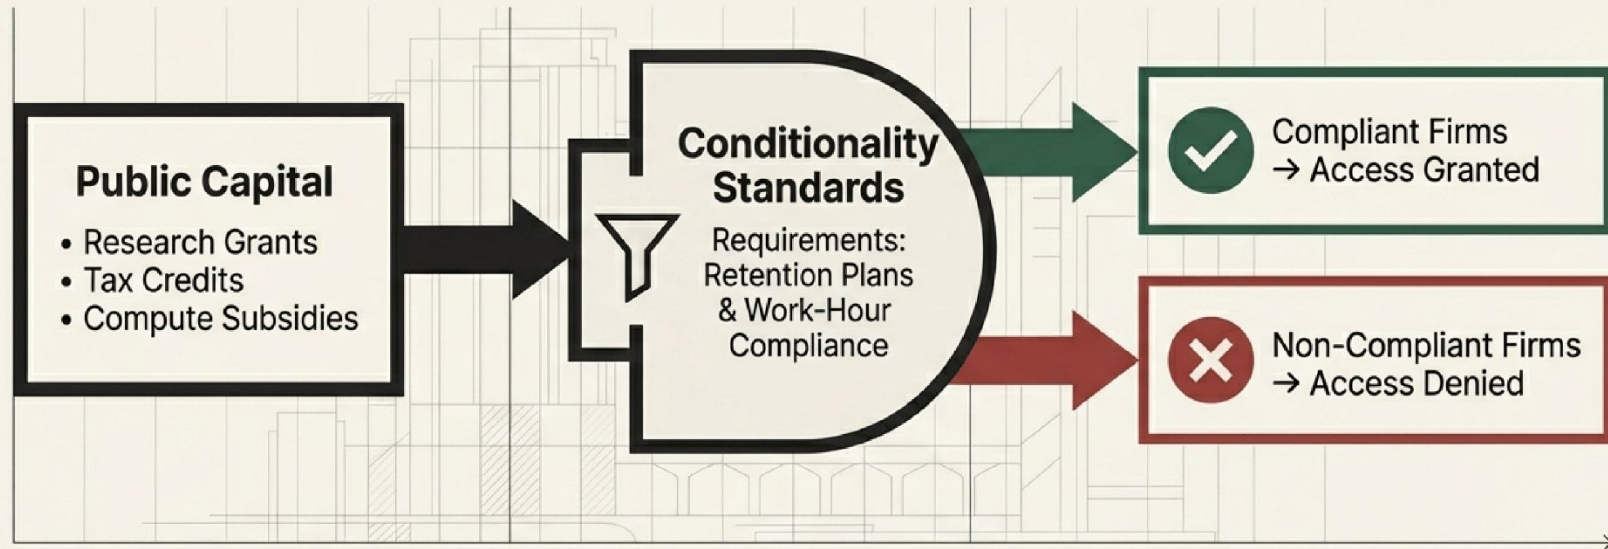 Public Capital
• Research Grants
• Tax Credits
• Compute Subsidies
Conditionality
Standards
Requirements:
Retention Plans
& Work-Hour
Compliance
Compliant Firms
→ Access Granted
Non-Compliant Firms
→ Access Denied